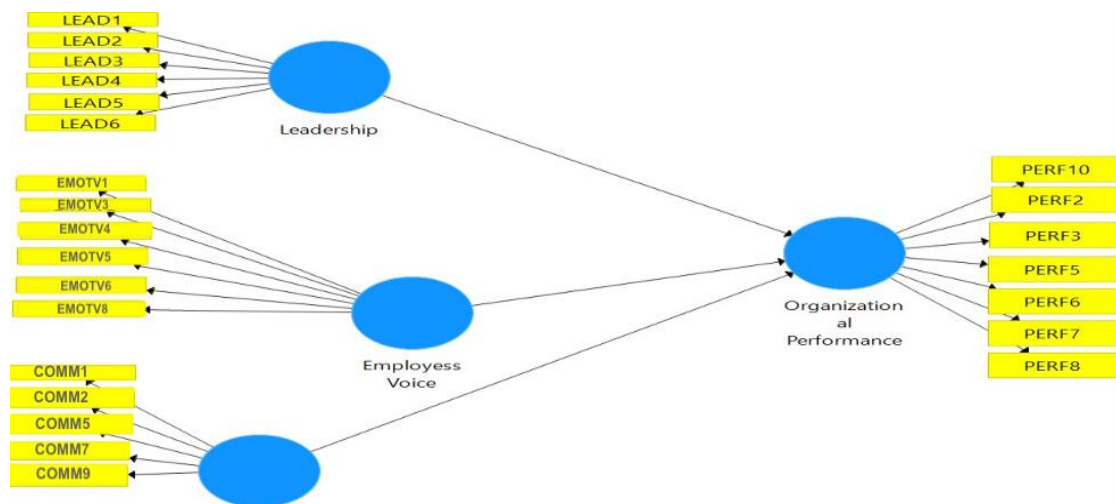 LEAD1
LEAD2
LEAD3
LEAD4
LEAD5
LEAD6
Leadership
EMOTV1
EMOTV3
EMOTV4
EMOTV5
EMOTV6
EMOTV8
Employess
Voice
COMM1
COMM2
COMM5
COMM7
COMM9
Organization
al
Performance
PERF10
PERF2
PERF3
PERF5
PERF6
PERF7
PERF8